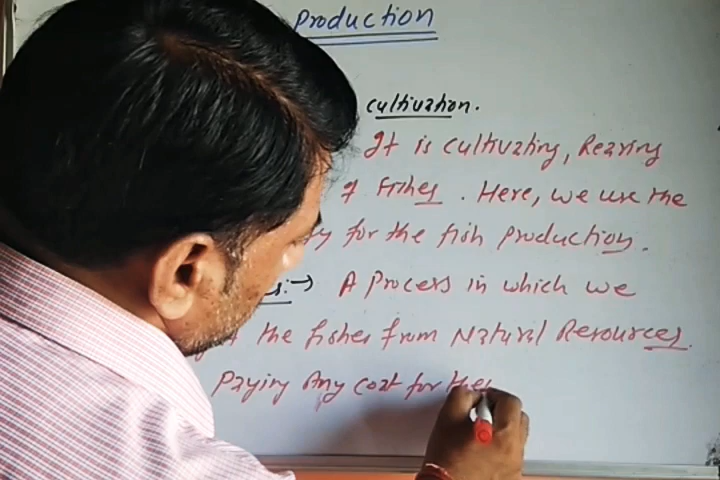 Production
cultivation.
It is cultivating, Rearing
of Fishes. Here, we use the
for the fish production.
:→ A Process in which we
the fishes from Natural Resources.
Paying Any cost for